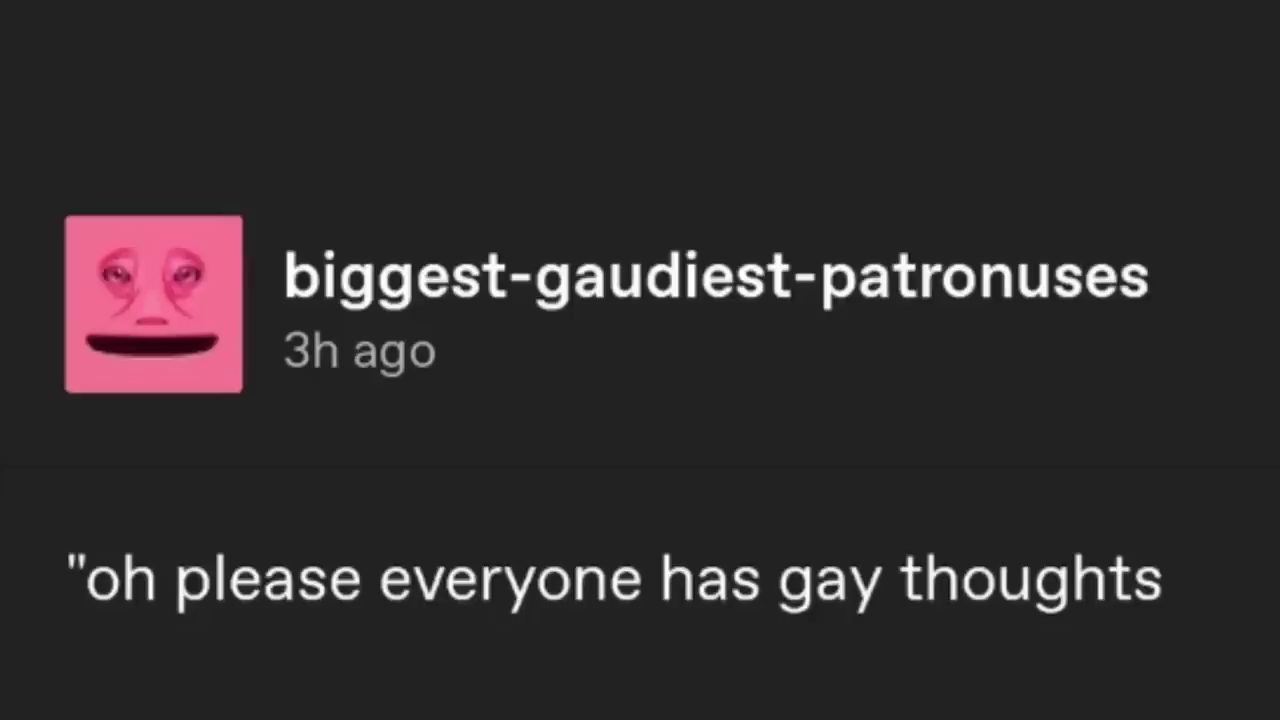 biggest-gaudiest-patronuses
3h ago
"oh please everyone has gay thoughts